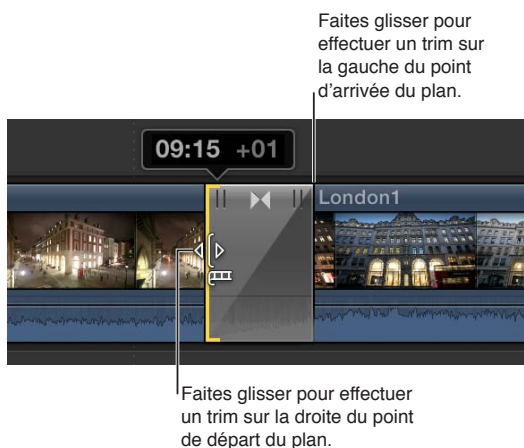 Faites glisser pour
effectuer un trim sur
la gauche du point
d’arrivée du plan.
09:15 +01
London1
Faites glisser pour effectuer
un trim sur la droite du point
de départ du plan.